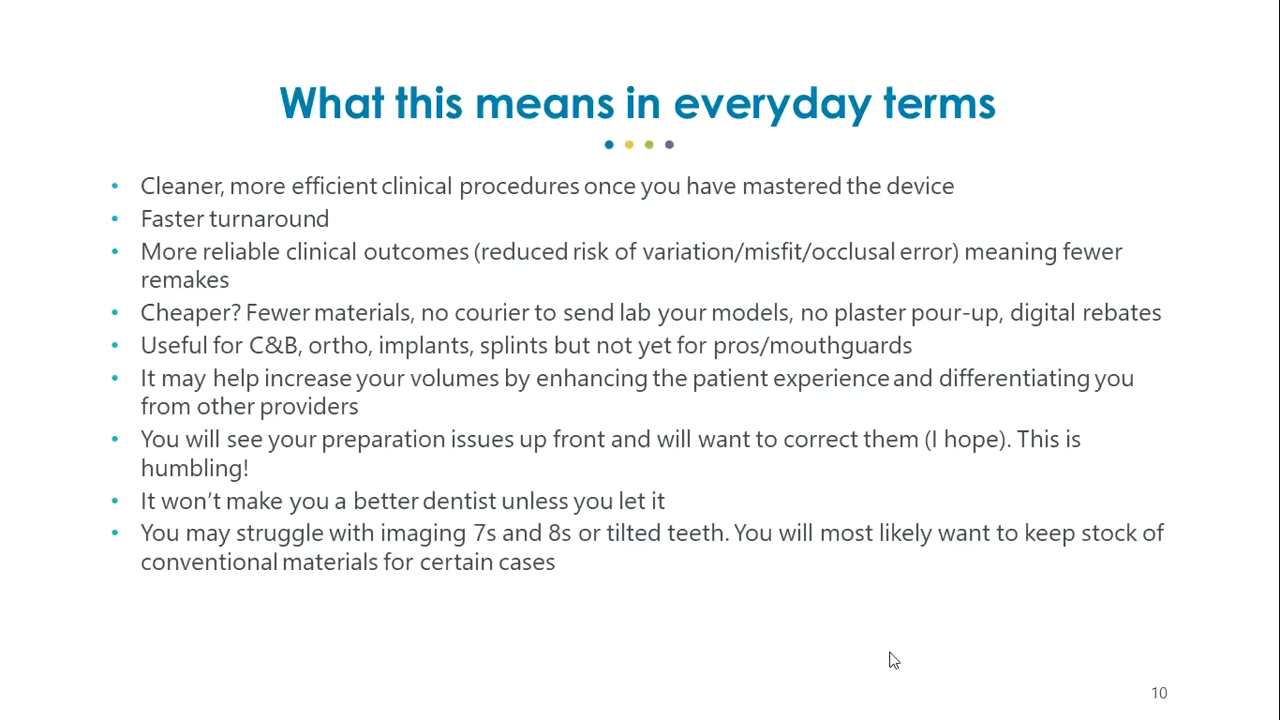 What this means in everyday terms
• Cleaner, more efficient clinical procedures once you have mastered the device
• Faster turnaround
• More reliable clinical outcomes (reduced risk of variation/misfit/occlusal error) meaning fewer
remakes
• Cheaper? Fewer materials, no courier to send lab your models, no plaster pour-up, digital rebates
• Useful for C&B, ortho, implants, splints but not yet for pros/mouthguards
• It may help increase your volumes by enhancing the patient experience and differentiating you
from other providers
• You will see your preparation issues up front and will want to correct them (I hope). This is
humbling!
• It won’t make you a better dentist unless you let it
• You may struggle with imaging 7s and 8s or tilted teeth. You will most likely want to keep stock of
conventional materials for certain cases
10